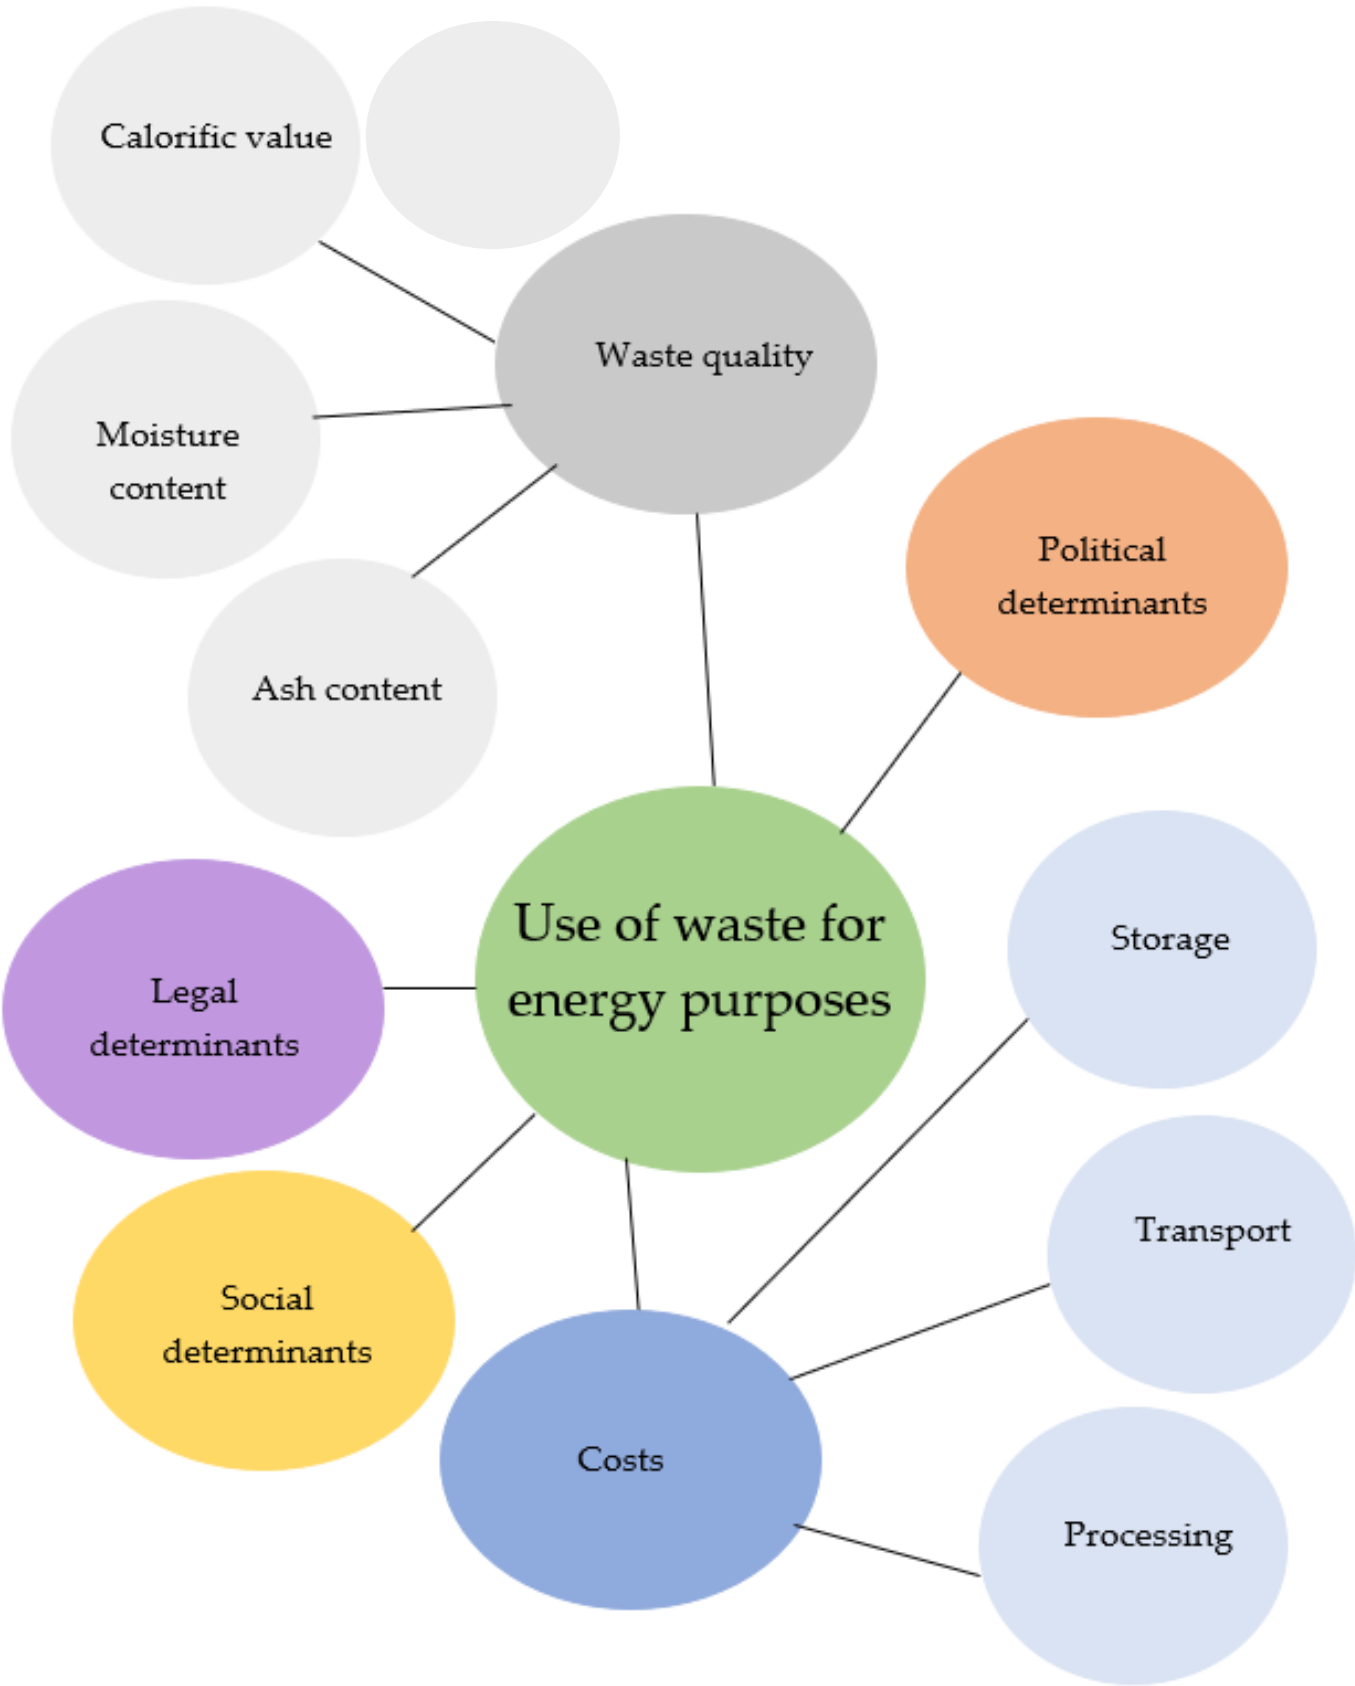 Calorific value
Waste quality
Moisture
content
Political
determinants
Ash content
Use of waste for
energy purposes
Storage
Legal
determinants
Transport
Social
determinants
Costs
Processing